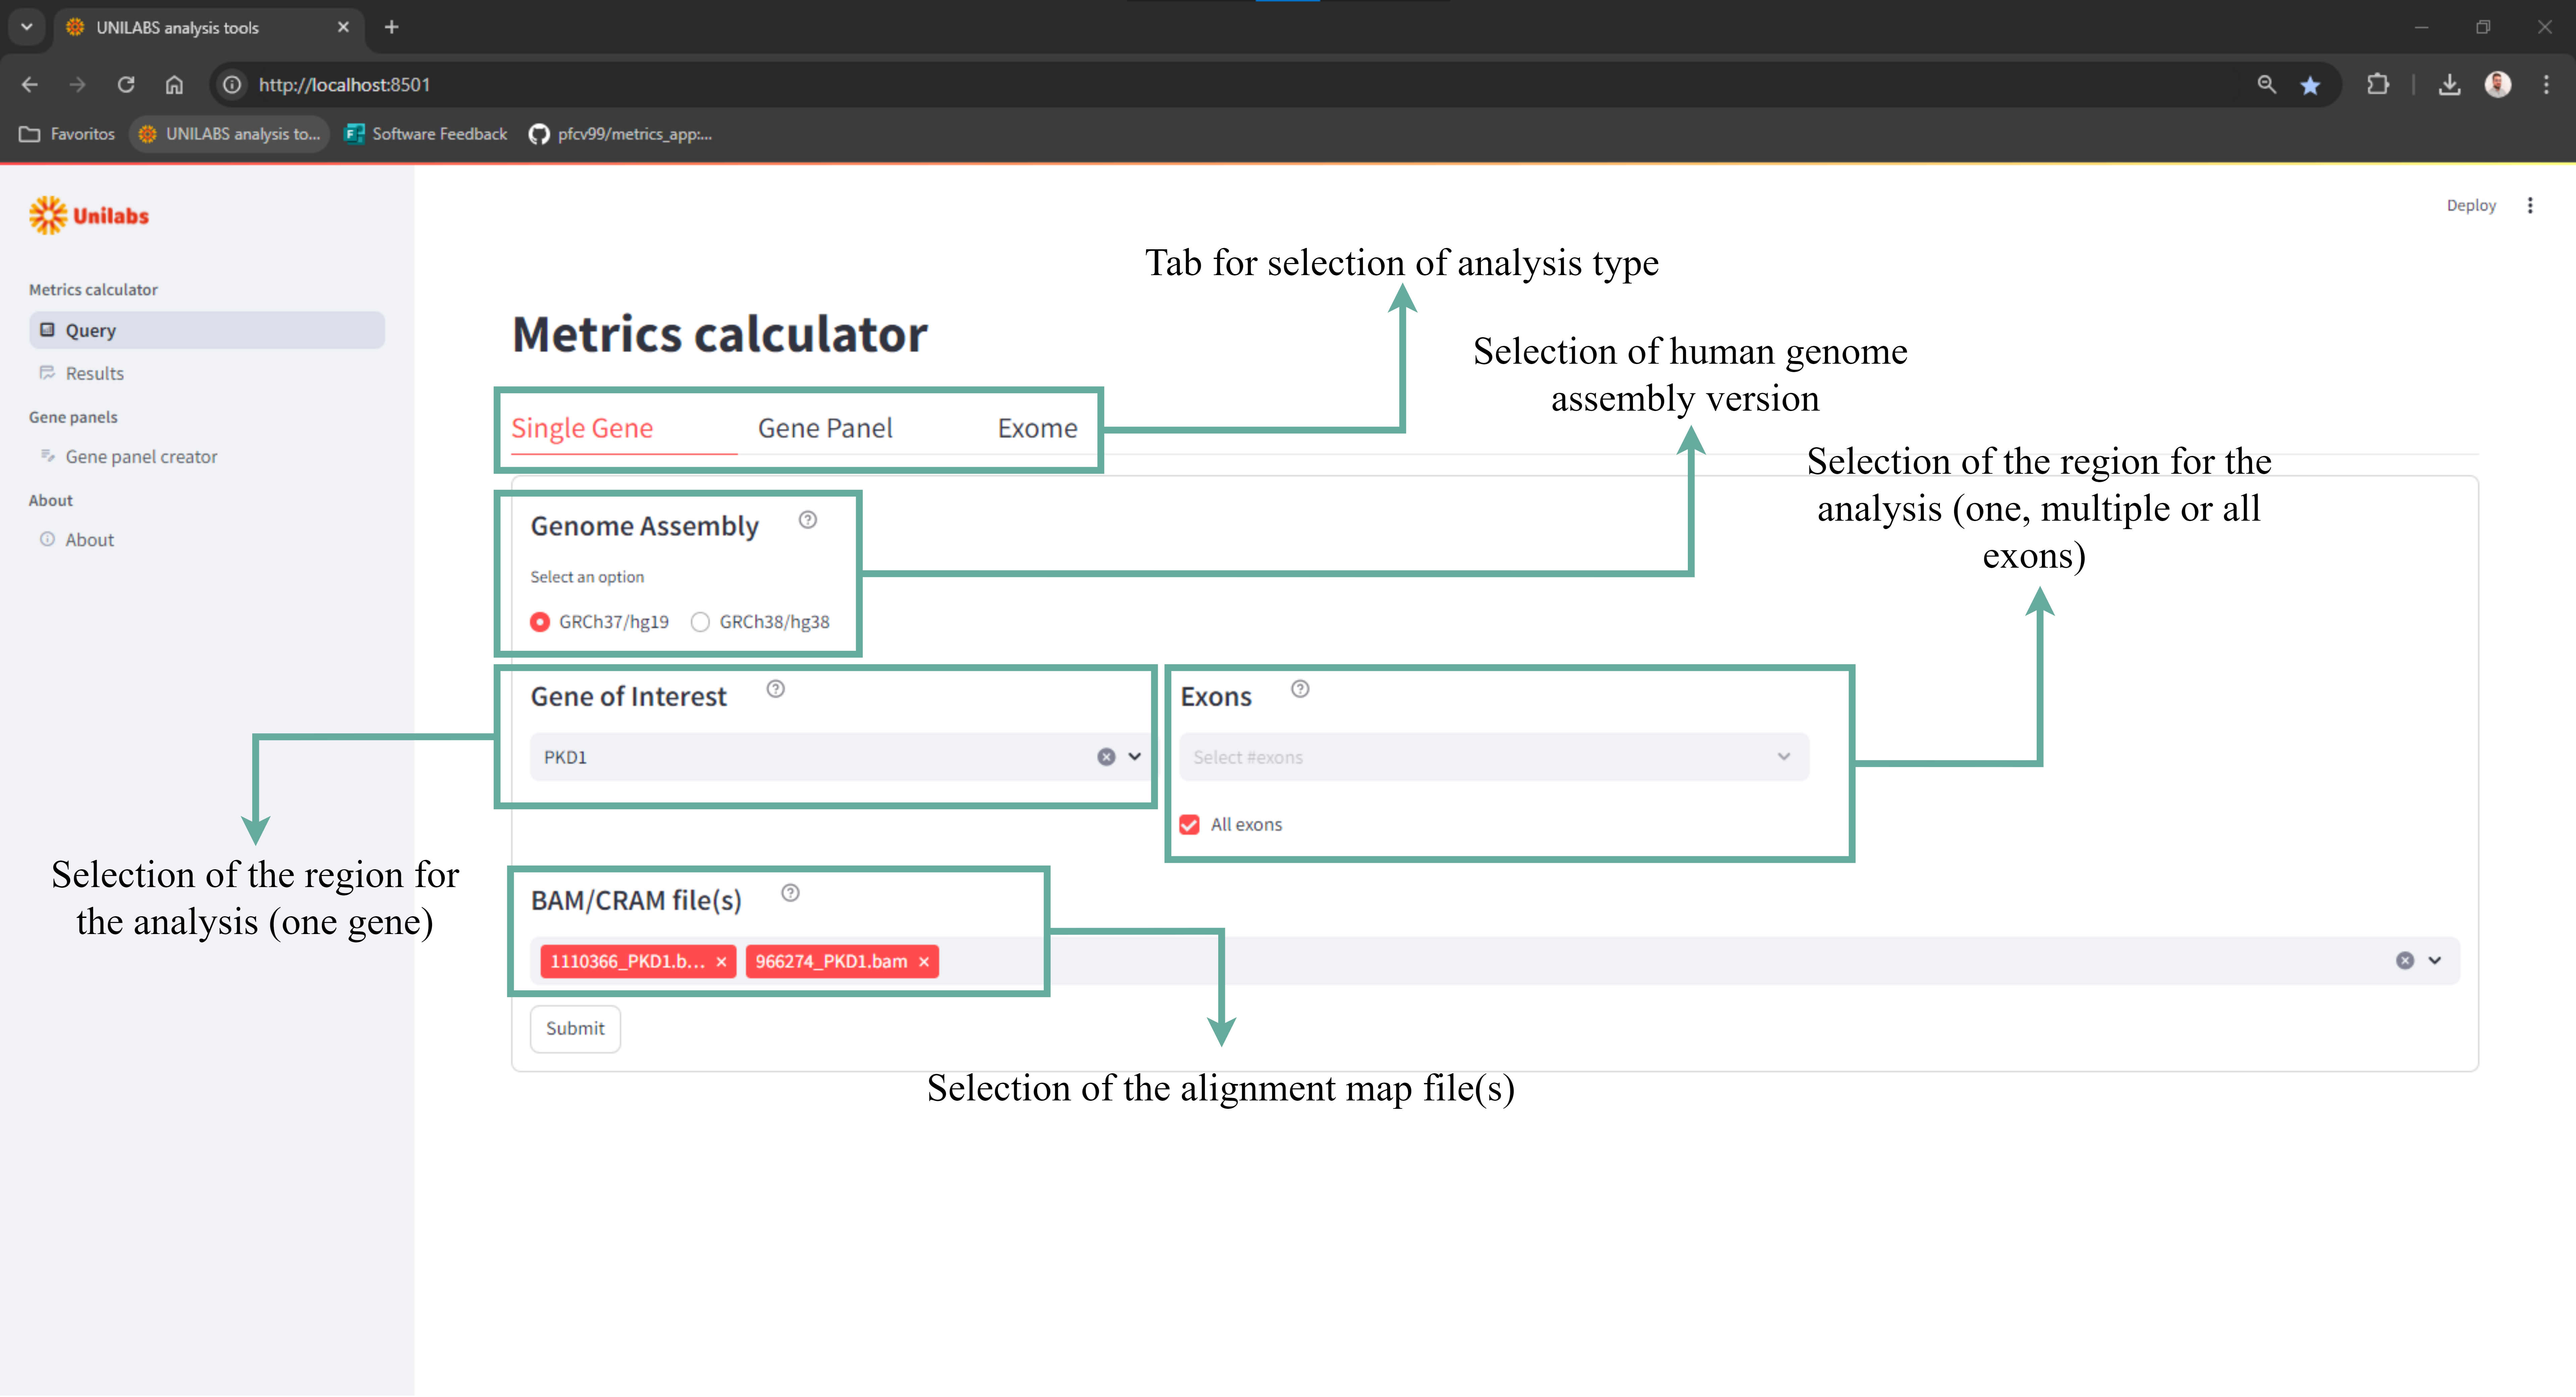 UNILABS analysis tools
http://localhost:8501
Favoritos
UNILABS analysis to...
Software Feedback
pfcv99/metrics_app:...
Unilabs
Deploy
Metrics calculator
Query
Results
Gene panels
Gene panel creator
About
About
Tab for selection of analysis type
Metrics calculator
Selection of human genome
assembly version
Single Gene
Gene Panel
Exome
Selection of the region for the
analysis (one, multiple or all
exons)
Genome Assembly
Select an option
GRCh37/hg19
GRCh38/hg38
Gene of Interest
PKD1
Exons
Select #exons
All exons
Selection of the region for
the analysis (one gene)
BAM/CRAM file(s)
1110366_PKD1.b...
966274_PKD1.bam
Submit
Selection of the alignment map file(s)